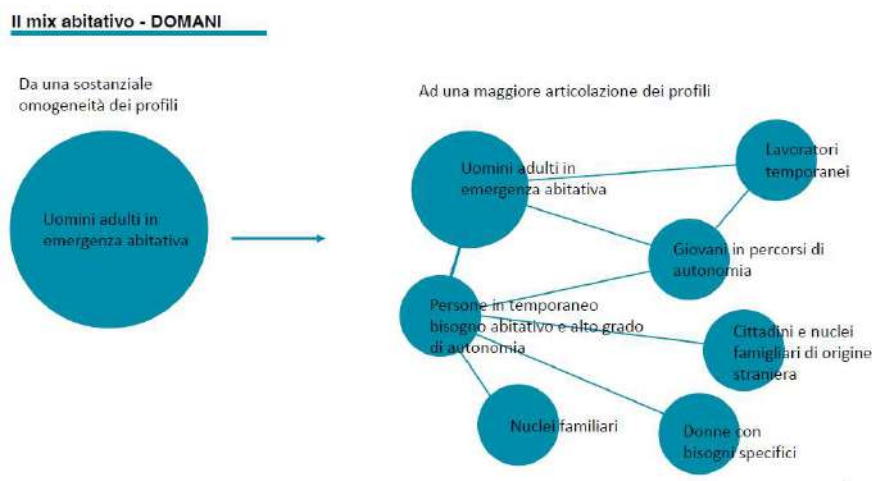 Il mix abitativo - DOMANI
Da una sostanziale
omogeneità dei profili
Uomini adulti in
emergenza abitativa
Ad una maggiore articolazione dei profili
Uomini adulti in
emergenza abitativa
Lavoratori
temporanei
Giovani in percorsi di
autonomia
Persone in temporaneo
bisogno abitativo e alto grado
di autonomia
Cittadini e nuclei
famigliari di origine
straniera
Nuclei familiari
Donne con
bisogni specifici